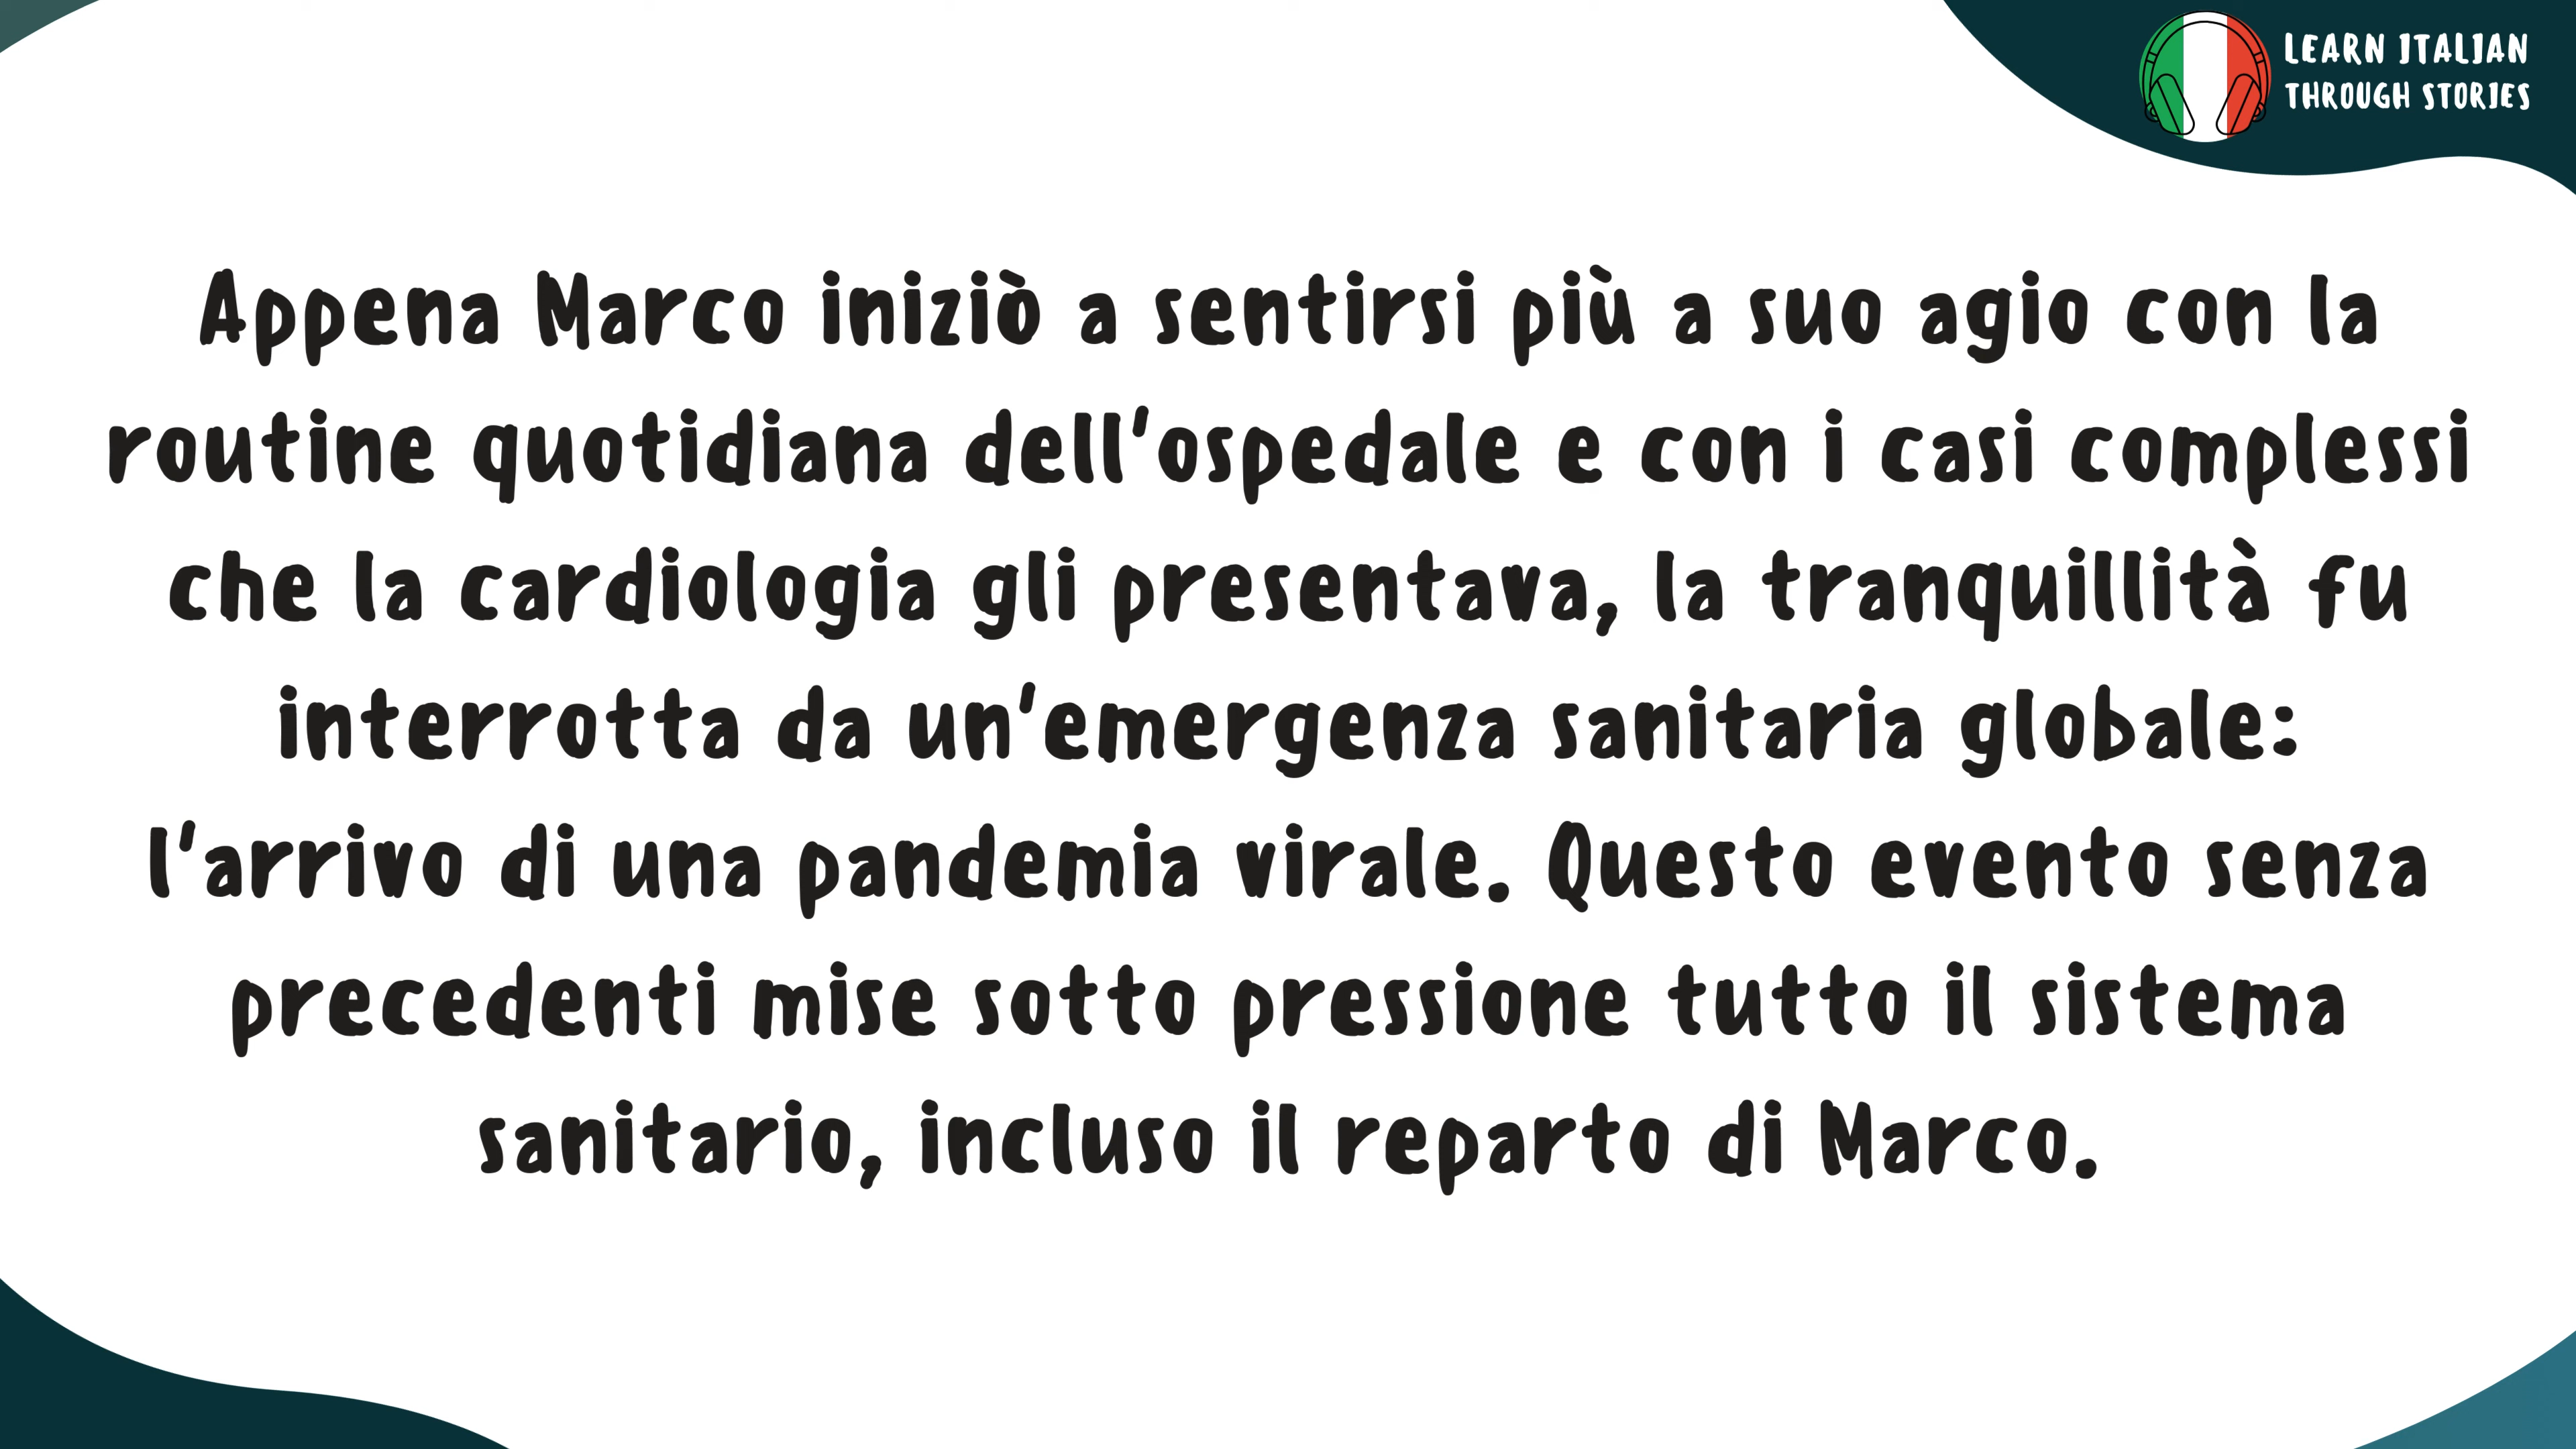 LEARN ITALIAN
THROUGH STORIES
Appena Marco iniziò a sentirsi più a suo agio con la
routine quotidiana dell'ospedale e con i casi complessi
che la cardiologia gli presentava, la tranquillità fu
interrotta da un'emergenza sanitaria globale:
l'arrivo di una pandemia virale. Questo evento senza
precedenti mise sotto pressione tutto il sistema
sanitario, incluso il reparto di Marco.